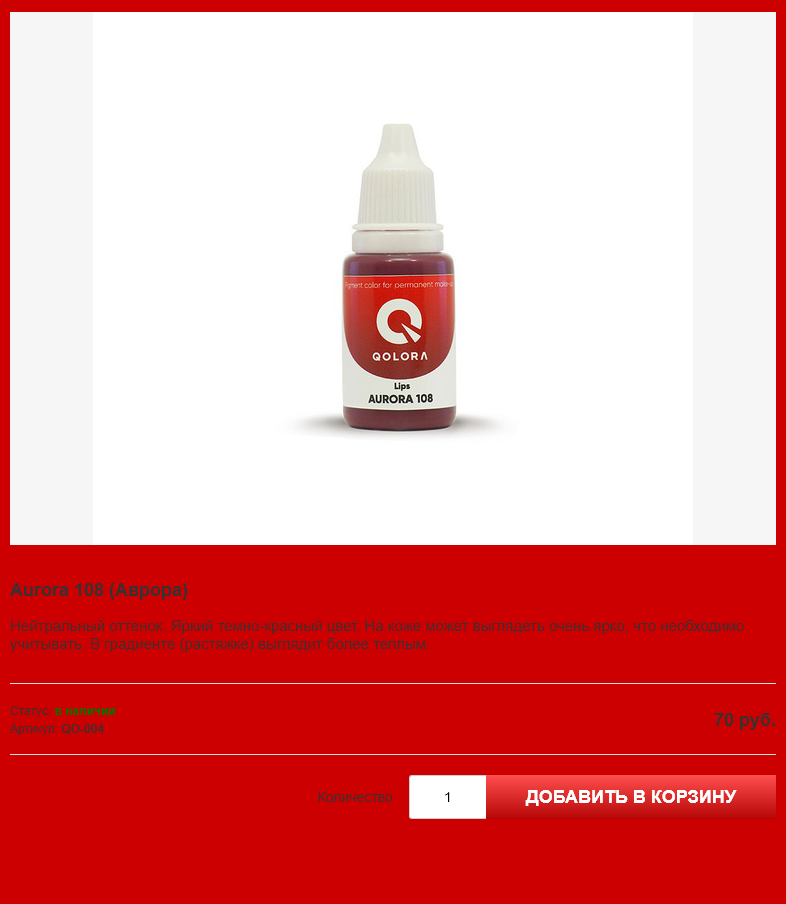 Pigment color for permanent make-up
QOLORA
Lips
AURORA 108
Aurora 108 (Аврора)
Нейтральный оттенок. Яркий темно-красный цвет. На коже может выглядеть очень ярко, что необходимо
учитывать. В градиенте (растяжке) выглядит более теплым.
Статус: в наличии
Артикул: QO-004
70 руб.
Количество
1
ДОБАВИТЬ В КОРЗИНУ